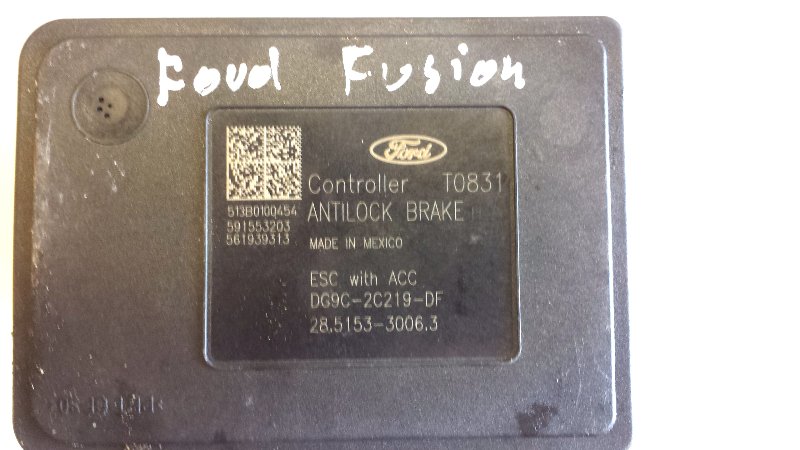 Foud Fusion
Ford
Controller T0831
ANTILOCK BRAKE
MADE IN MEXICO
513B0100454
591553203
561939313
ESC with ACC
DG9C-2C219-DF
28.5153-3006.3